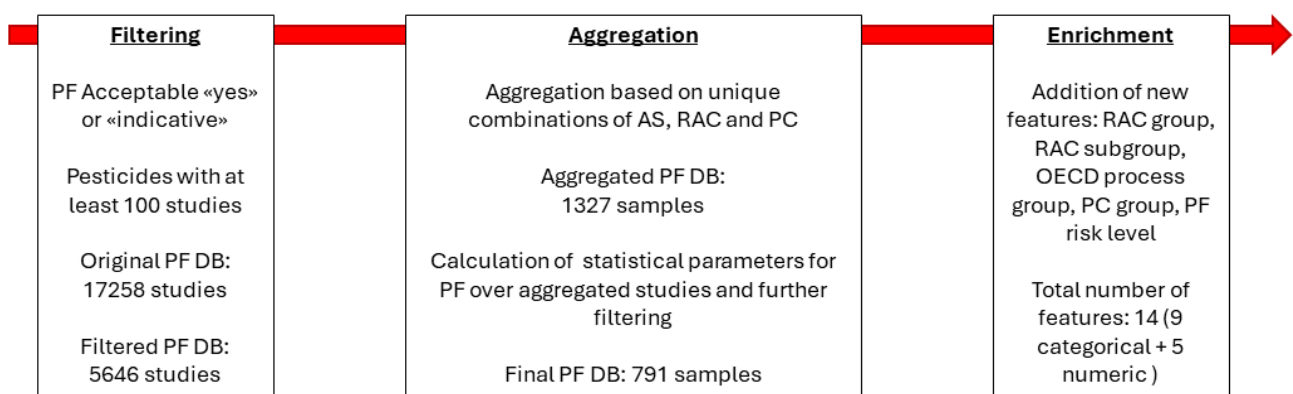 Filtering
PF Acceptable «yes»
or «indicative»
Pesticides with at
least 100 studies
Original PF DB:
17258 studies
Filtered PF DB:
5646 studies
Aggregation
Aggregation based on unique
combinations of AS, RAC and PC
Aggregated PF DB:
1327 samples
Calculation of  statistical parameters for
PF over aggregated studies and further
filtering
Final PF DB: 791 samples
Enrichment
Addition of new
features: RAC group,
RAC subgroup,
OECD process
group, PC group, PF
risk level
Total number of
features: 14 (9
categorical + 5
numeric )